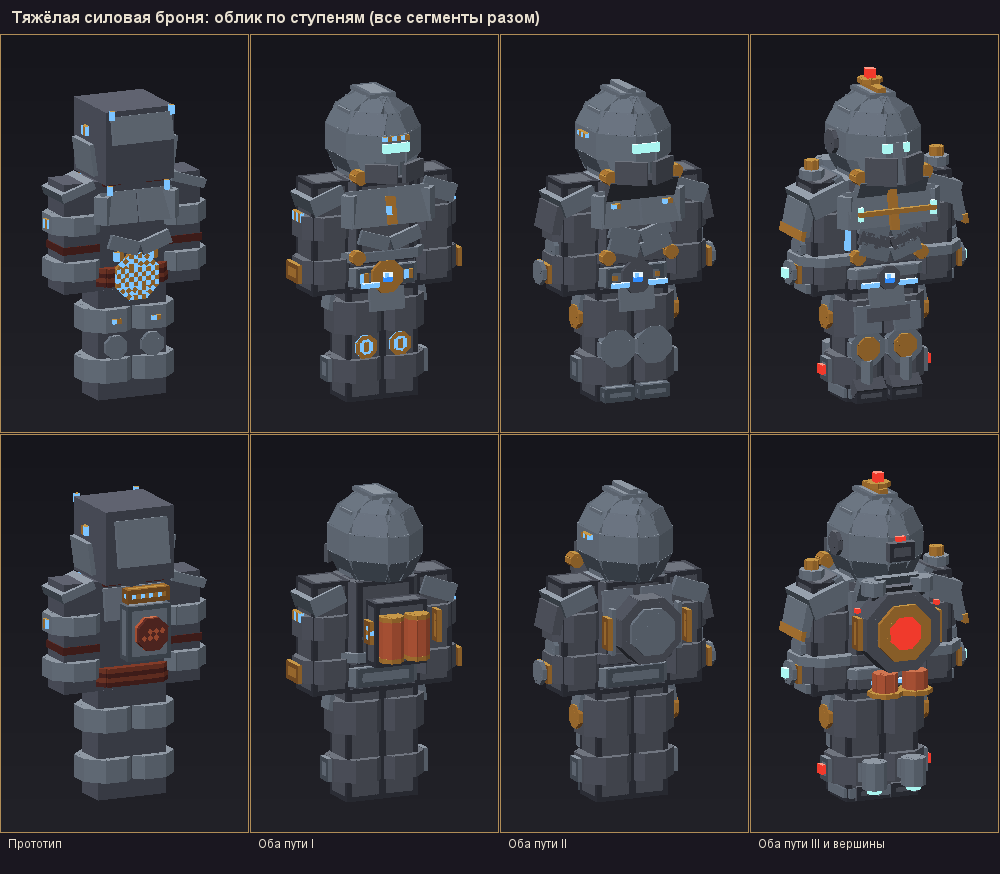 Тяжёлая силовая броня: облик по ступеням (все сегменты разом)
Прототип
Оба пути I
Оба пути II
Оба пути III и вершины